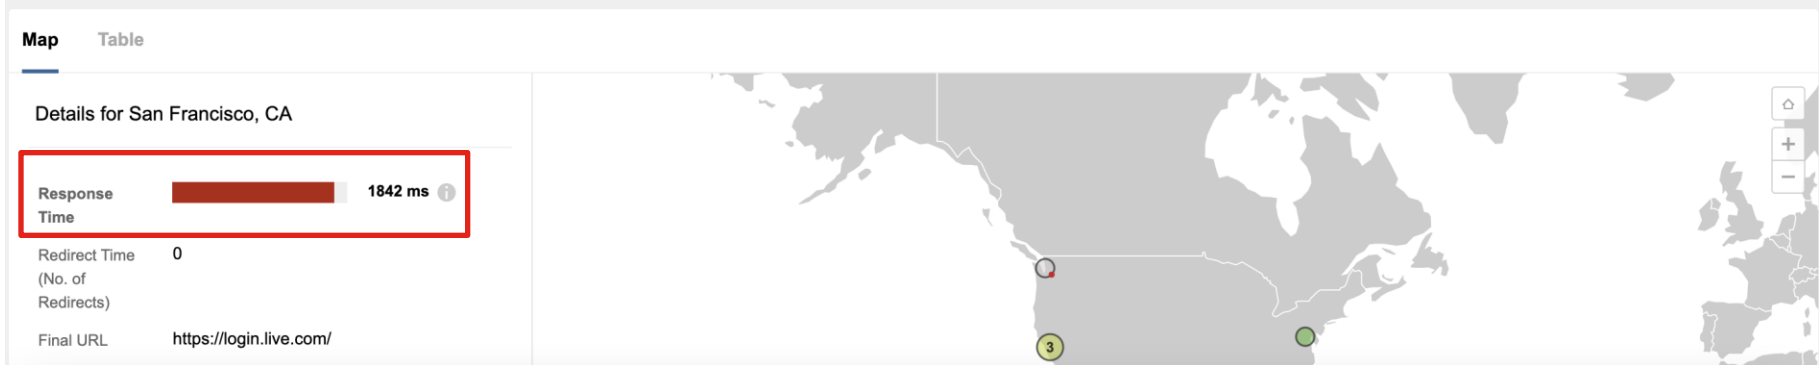 Map Table
Details for San Francisco, CA
Response
Time
1842 ms
Redirect Time
(No. of
Redirects)
0
Final URL
https://login.live.com/
3